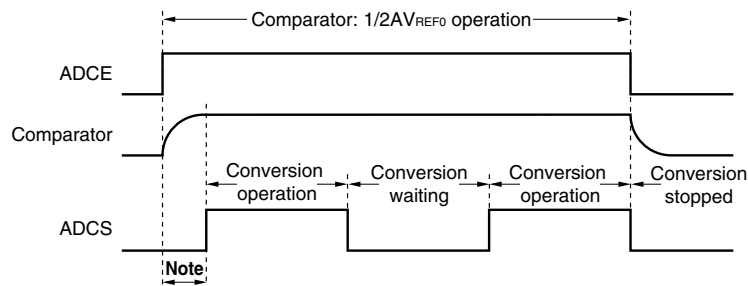 Comparator: 1/2AVREF0 operation
ADCE
Comparator
Conversion operation
Conversion waiting
Conversion operation
Conversion stopped
ADCS
Note